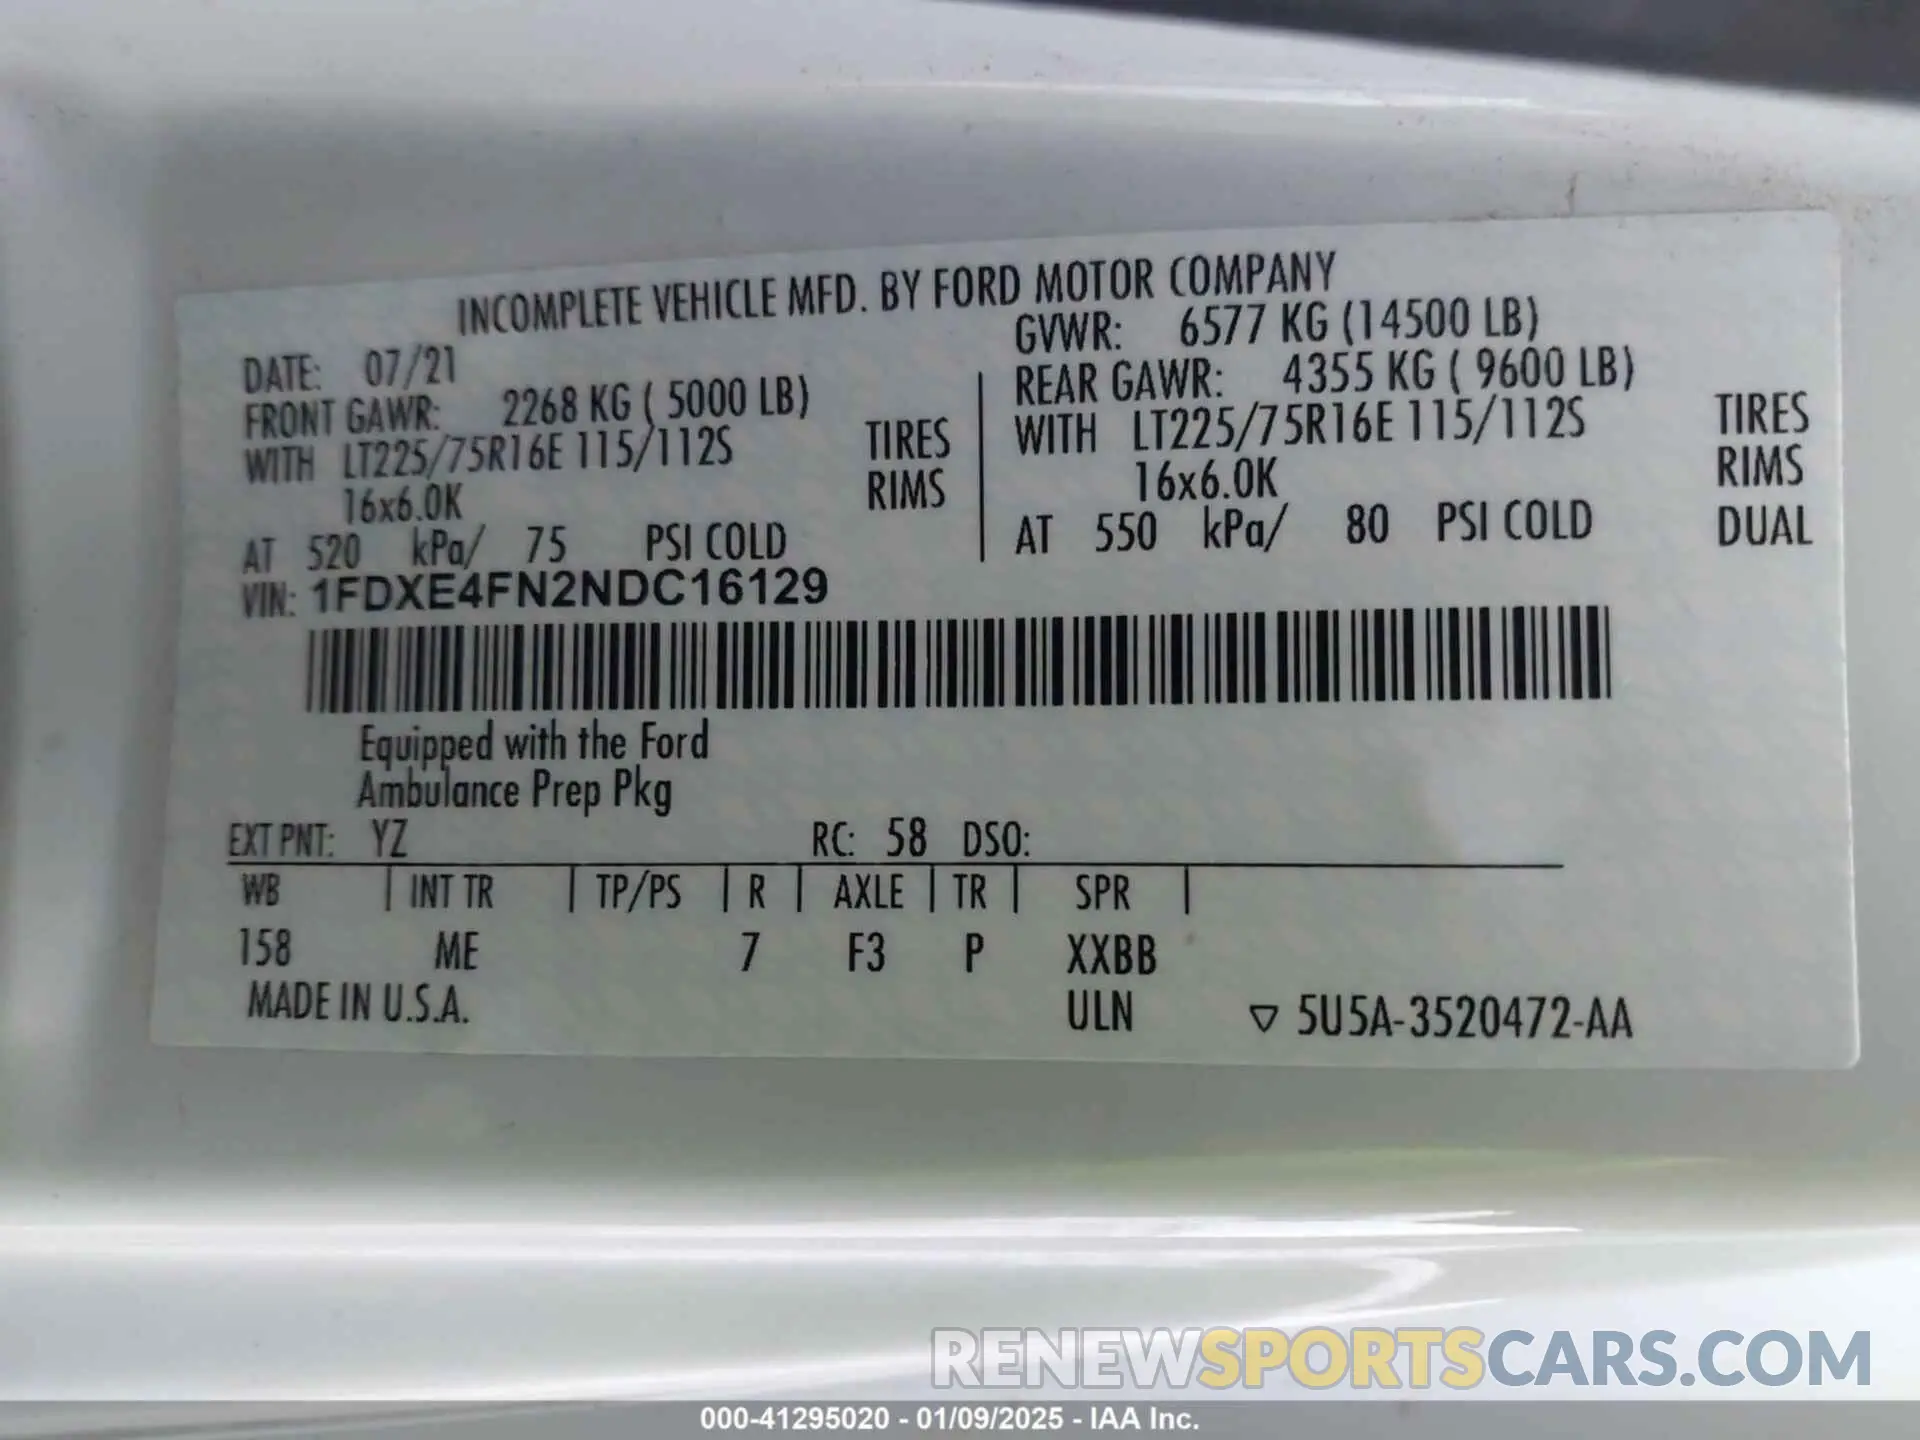 INCOMPLETE VEHICLE MFD. BY FORD MOTOR COMPANY
DATE: 07/21
GVWR: 6577 KG (14500 LB)
FRONT GAWR: 2268 KG ( 5000 LB)
REAR GAWR: 4355 KG ( 9600 LB)
WITH LT225/75R16E 115/112S TIRES
WITH LT225/75R16E 115/112S TIRES
16x6.0K RIMS
16x6.0K RIMS
AT 520 kPa/ 75 PSI COLD
AT 550 kPa/ 80 PSI COLD DUAL
VIN: 1FDXE4FN2NDC16129
Equipped with the Ford
Ambulance Prep Pkg
EXT PNT: YZ RC: 58 DSO:
WB | INT TR | TP/PS | R | AXLE | TR | SPR |
158 ME 7 F3 P XXBB
MADE IN U.S.A. ULN ▽ 5U5A-3520472-AA
RENEWSPORTSCARS.COM
000-41295020 - 01/09/2025 - IAA Inc.